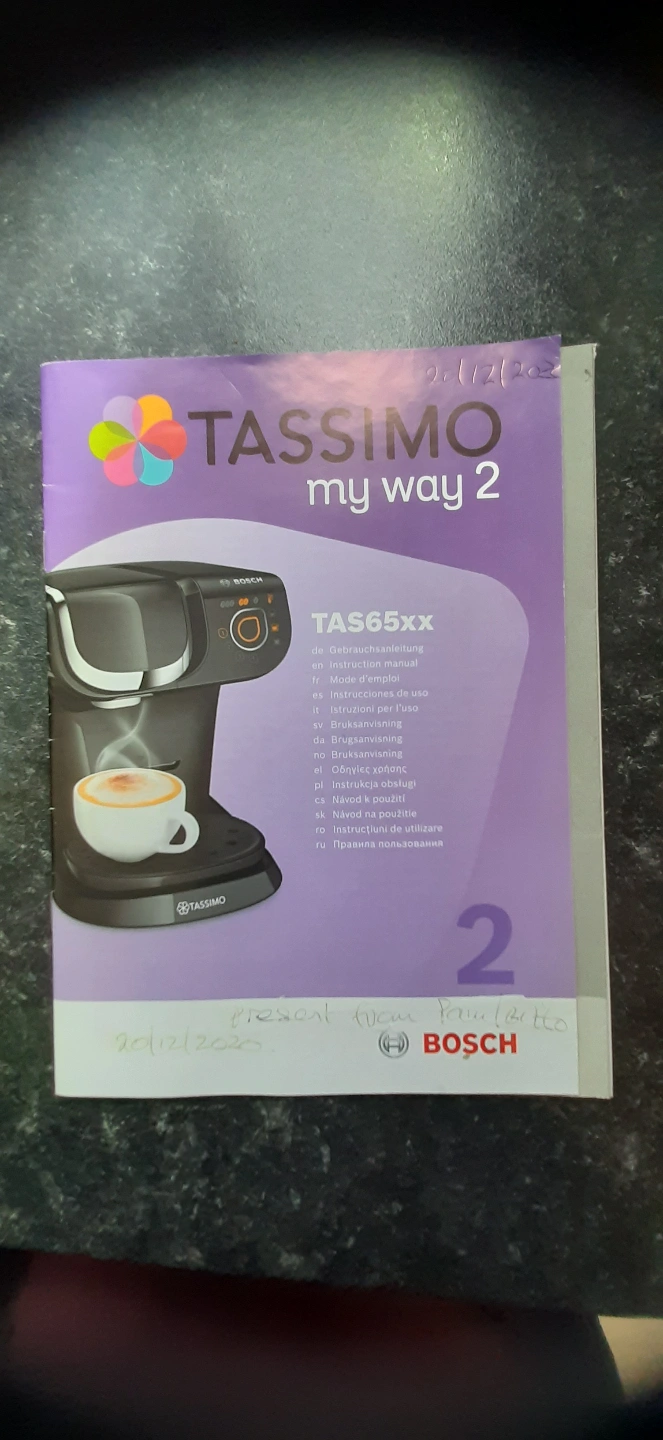 20/12/202
TASSIMO
my way 2
BOSCH
TAS65xx
de Gebrauchsanleitung
en Instruction manual
fr Mode d'emploi
es Instrucciones de uso
it Istruzioni per l'uso
sv Bruksanvisning
da Brugsanvisning
no Bruksanvisning
el Οδηγίες χρήσης
pl Instrukcja obsługi
cs Návod k použití
sk Návod na použitie
ro Instrucţiuni de utilizare
ru Правила пользования
TASSIMO
2
present from Pam/
20/12/2020
BOSCH